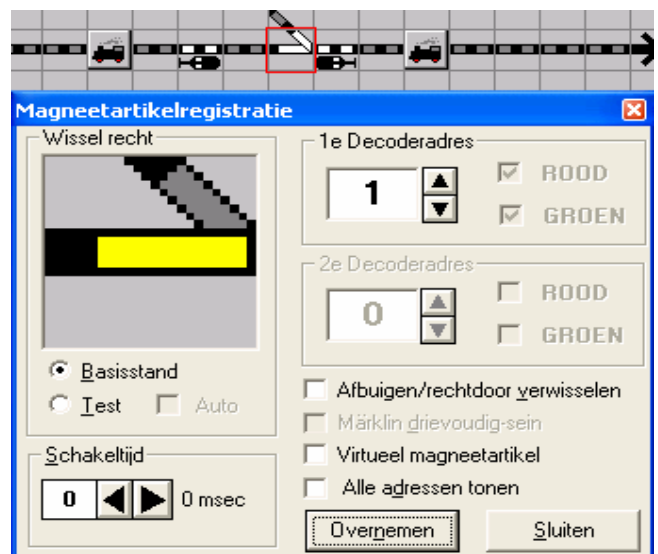 Magneetartikelregistratie
Wissel recht
Basisstand
Test Auto
Schakeltijd
0 0 msec
1e Decoderadres
1 ROOD
GROEN
2e Decoderadres
0 ROOD
GROEN
Afbuigen/rechtdoor verwisselen
Märklin drievoudig-sein
Virtueel magneetartikel
Alle adressen tonen
Overnemen Sluiten